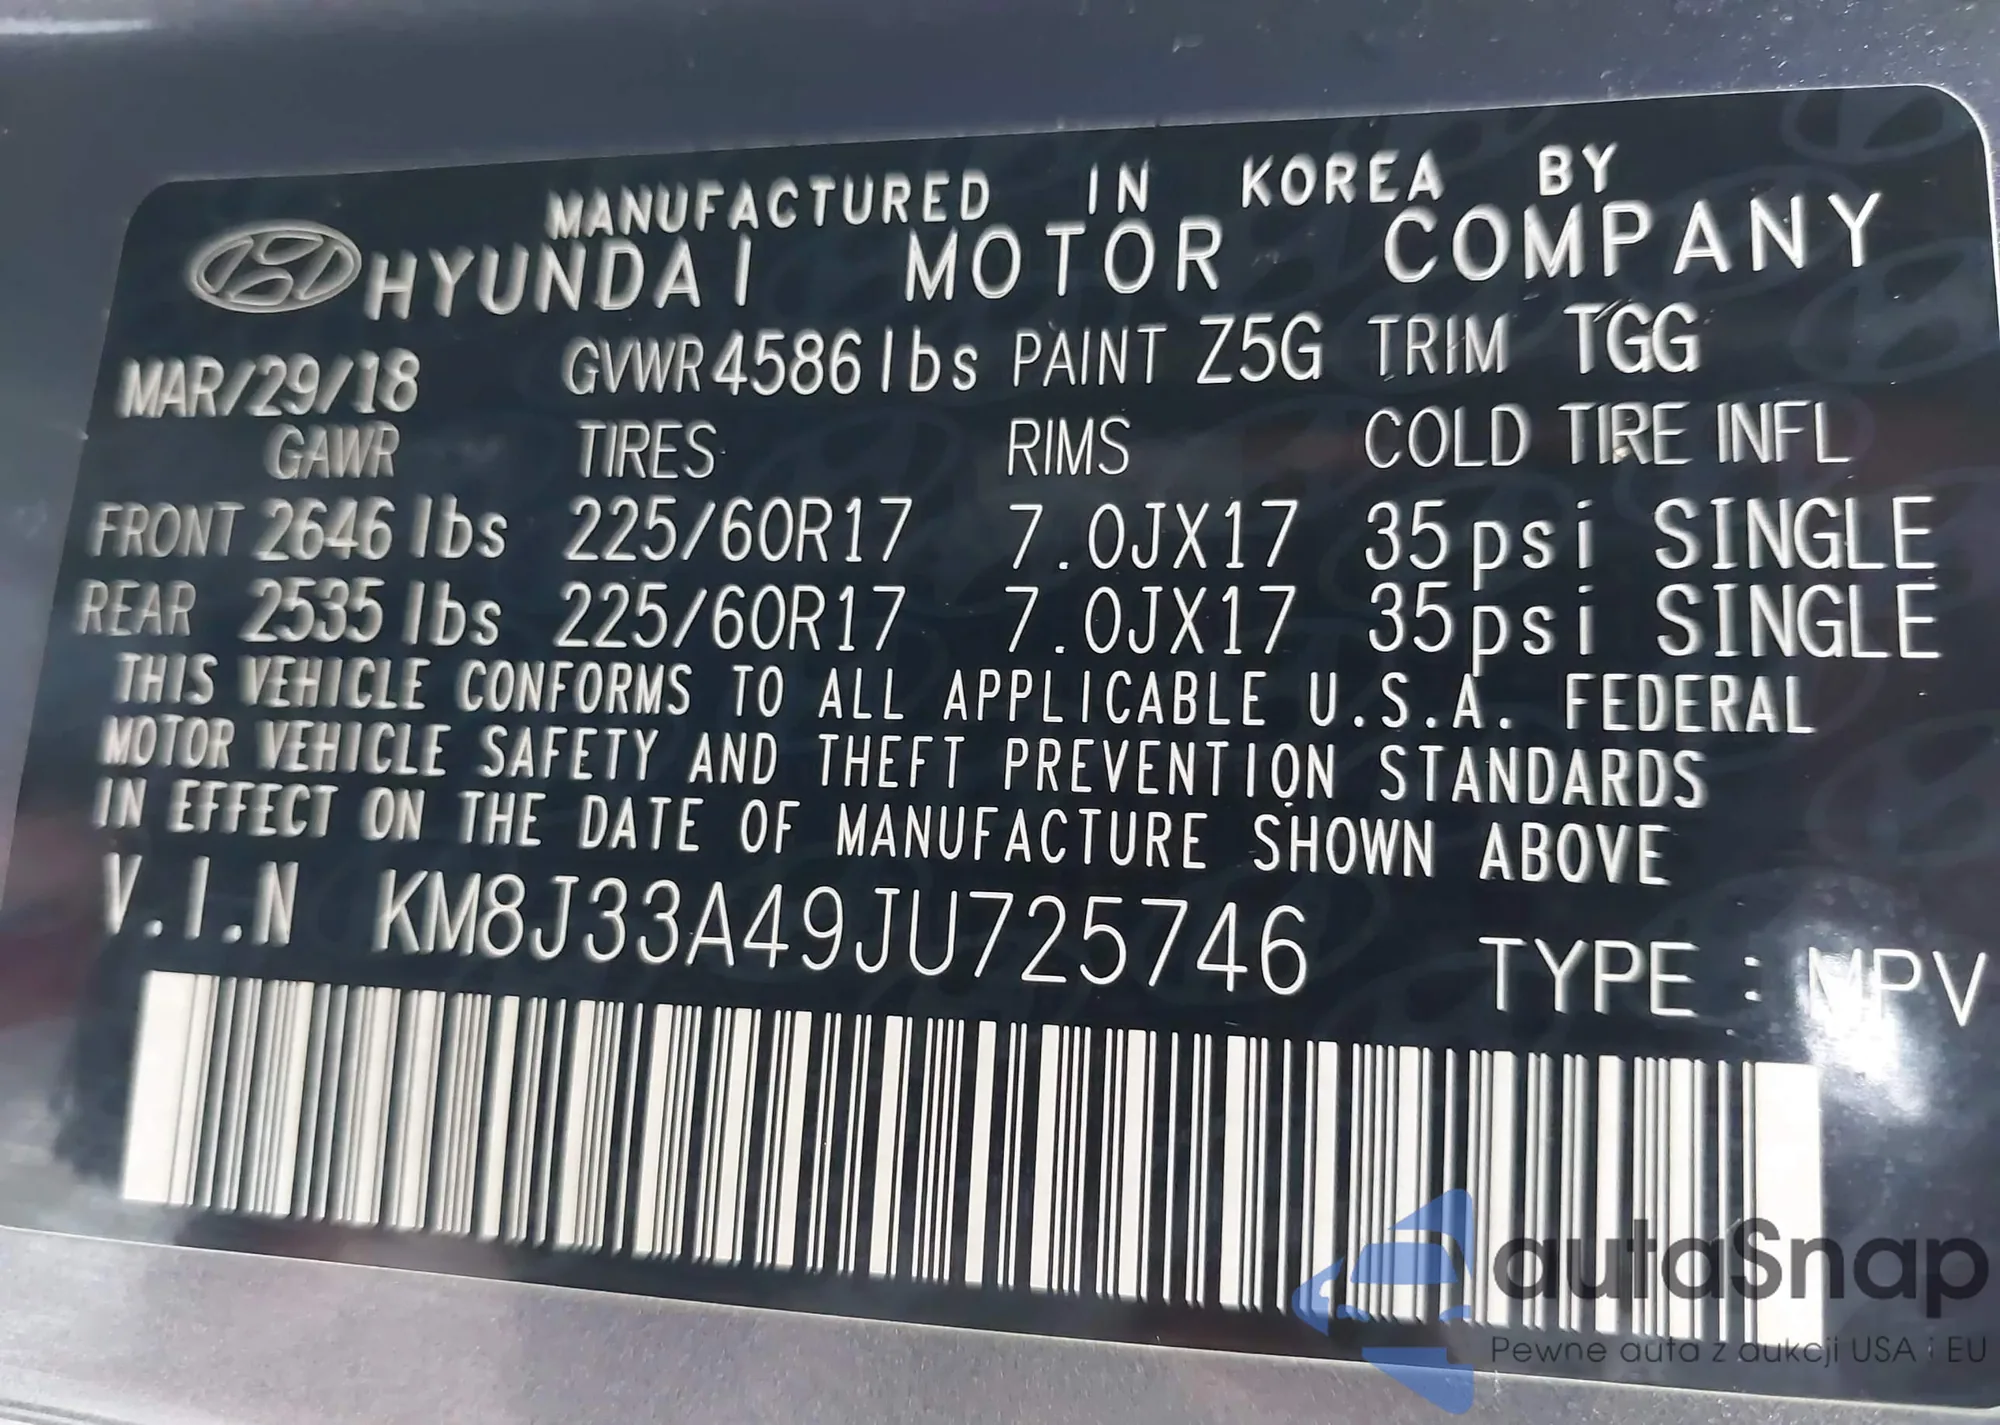 MANUFACTURED IN KOREA BY
HYUNDAI MOTOR COMPANY
MAR/29/18 GVWR 4586 lbs PAINT Z5G TRIM TGG
GAWR TIRES RIMS COLD TIRE INFL
FRONT 2646 lbs 225/60R17 7.0JX17 35psi SINGLE
REAR 2535 lbs 225/60R17 7.0JX17 35psi SINGLE
THIS VEHICLE CONFORMS TO ALL APPLICABLE U.S.A. FEDERAL
MOTOR VEHICLE SAFETY AND THEFT PREVENTION STANDARDS
IN EFFECT ON THE DATE OF MANUFACTURE SHOWN ABOVE
V.I.N KM8J33A49JU725746 TYPE : MPV
autaSnap
Pewne auta z aukcji USA i EU